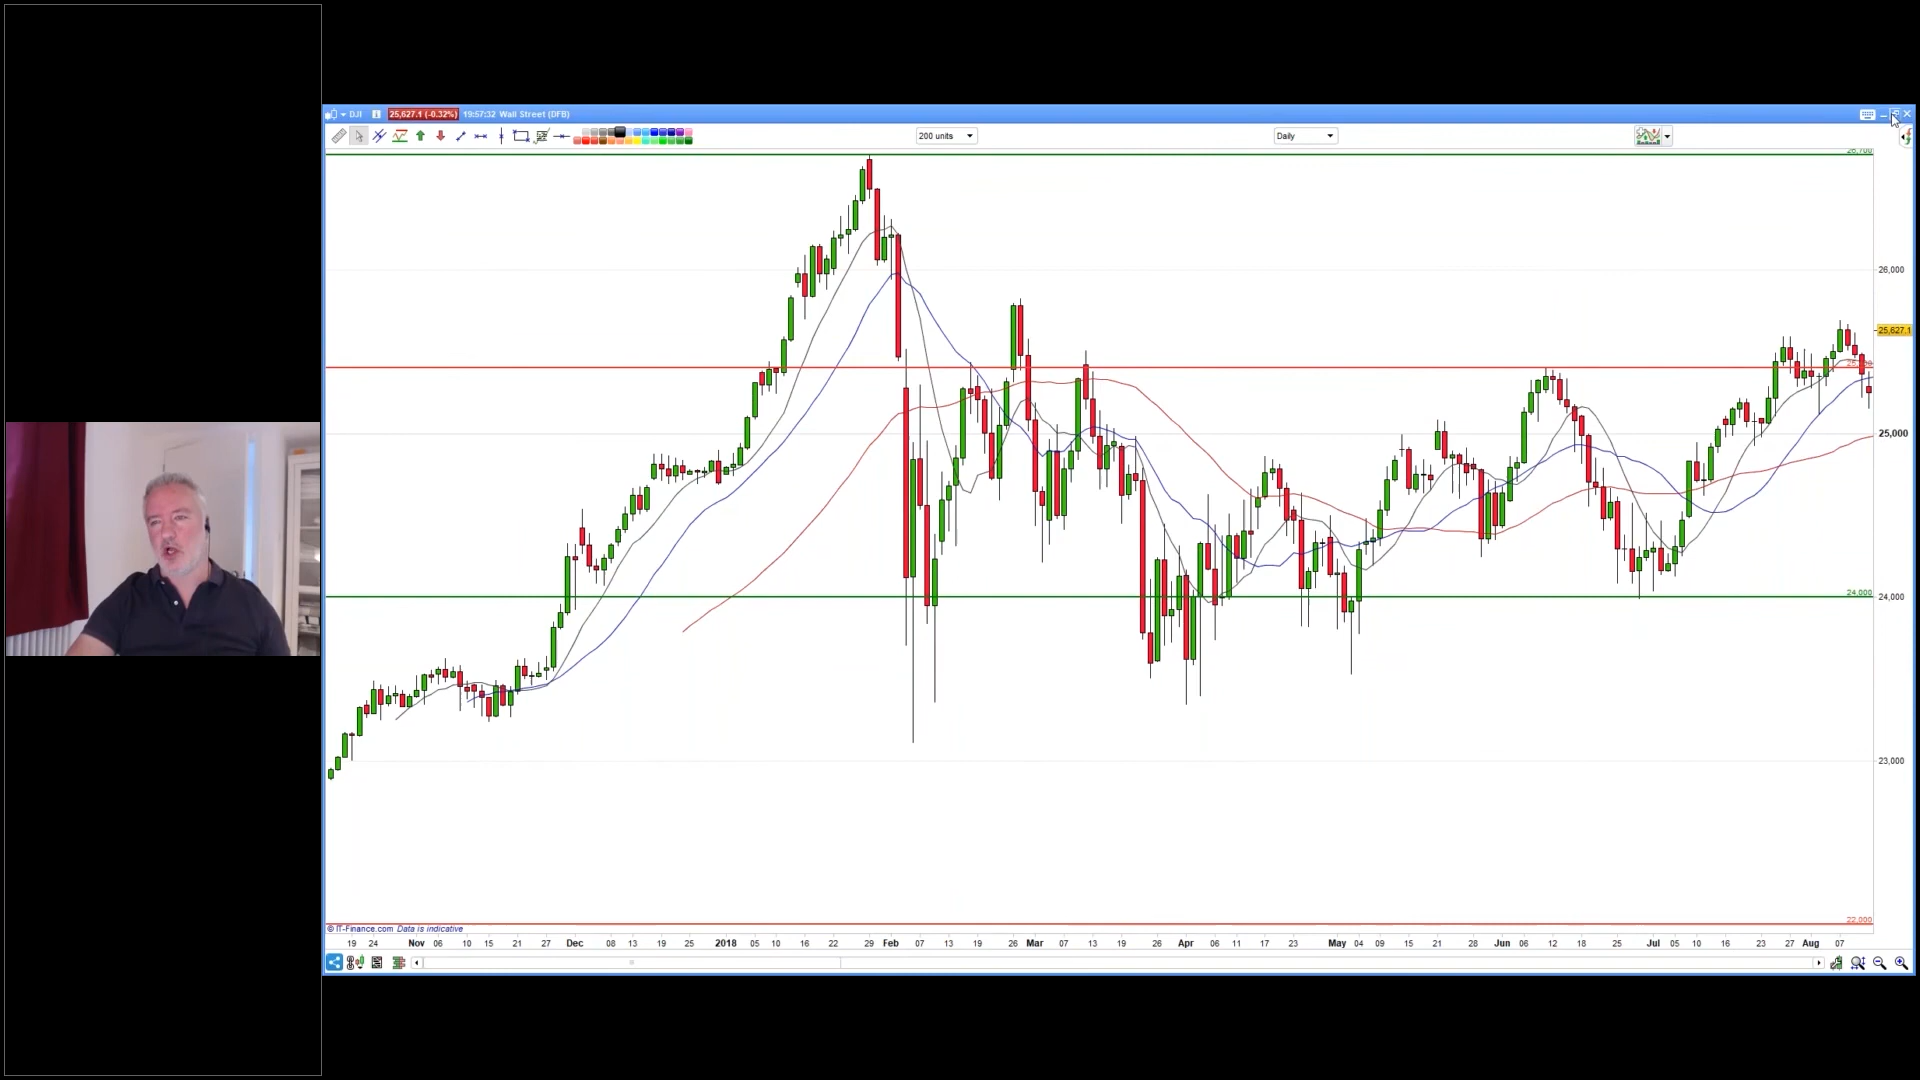 DJI 25,627.1 (-0.32%) 19:57:32 Wall Street (DFB)
200 units Daily
26,700
26,000
25,627.1
25,000
24,000
24,000
23,000
22,000
© IT-Finance.com Data is indicative
19 24 Nov 06 10 15 21 27 Dec 08 13 19 25 2018 05 10 16 22 29 Feb 07 13 19 26 Mar 07 13 19 26 Apr 06 11 17 23 May 04 09 15 21 28 Jun 06 12 18 25 Jul 05 10 16 23 27 Aug 07